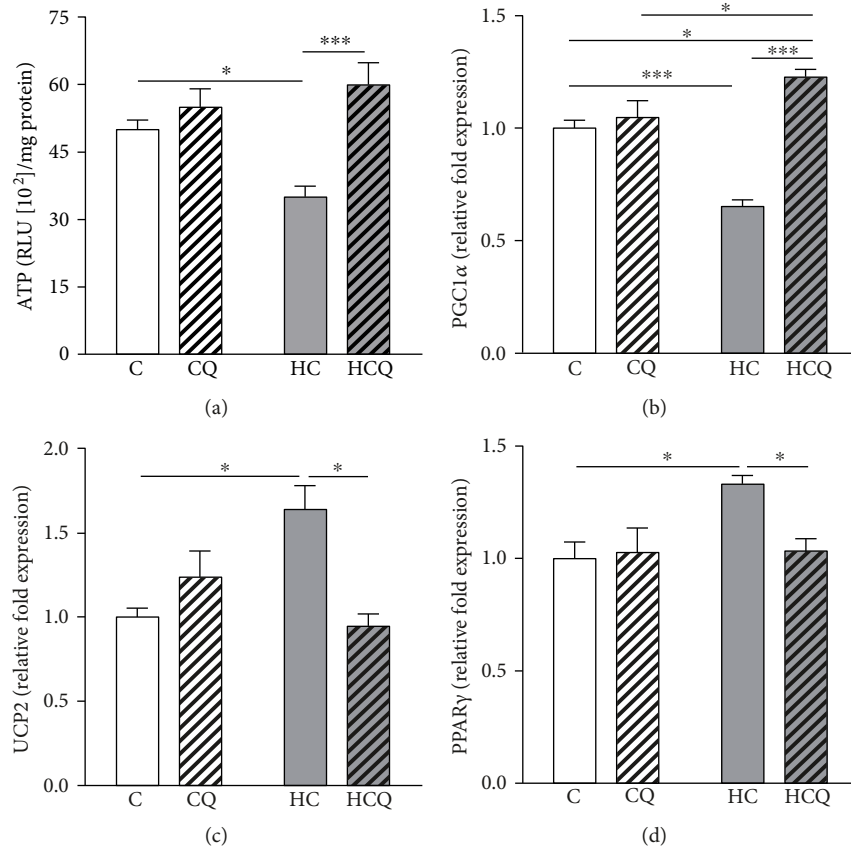 ATP (RLU [10²]/mg protein)
75
60
45
30
15
0
*
***
C CQ HC HCQ
(a)
PGC1α (relative fold expression)
1.5
1.0
0.5
0.0
*
*
***
***
C CQ HC HCQ
(b)
UCP2 (relative fold expression)
2.0
1.5
1.0
0.5
0.0
* *
C CQ HC HCQ
(c)
PPARγ (relative fold expression)
1.5
1.0
0.5
0.0
* *
C CQ HC HCQ
(d)